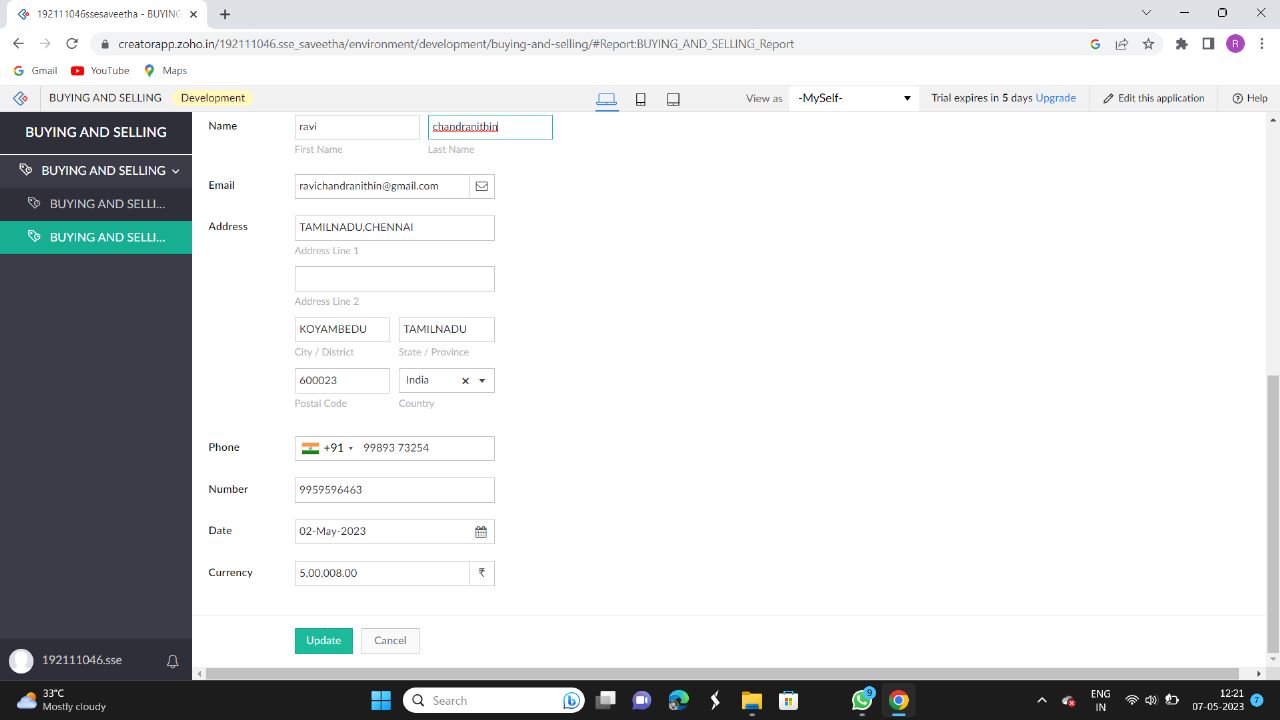 192111046ssesaveetha - BUYING
creatorapp.zoho.in/192111046.sse_saveetha/environment/development/buying-and-selling/#Report:BUYING_AND_SELLING_Report
R
Gmail YouTube Maps
BUYING AND SELLING Development View as -MySelf- Trial expires in 5 days Upgrade Edit this application Help
BUYING AND SELLING
BUYING AND SELLING
BUYING AND SELLI...
BUYING AND SELLI...
Name ravi chandranithin
First Name Last Name
Email ravichandranithin@gmail.com
Address TAMILNADU,CHENNAI
Address Line 1
Address Line 2
KOYAMBEDU TAMILNADU
City / District State / Province
600023 India
Postal Code Country
Phone +91 99893 73254
Number 9959596463
Date 02-May-2023
Currency 5,00,008.00 ₹
Update Cancel
192111046.sse
33°C
Mostly cloudy
Search
9
ENG
IN
12:21
07-05-2023
7